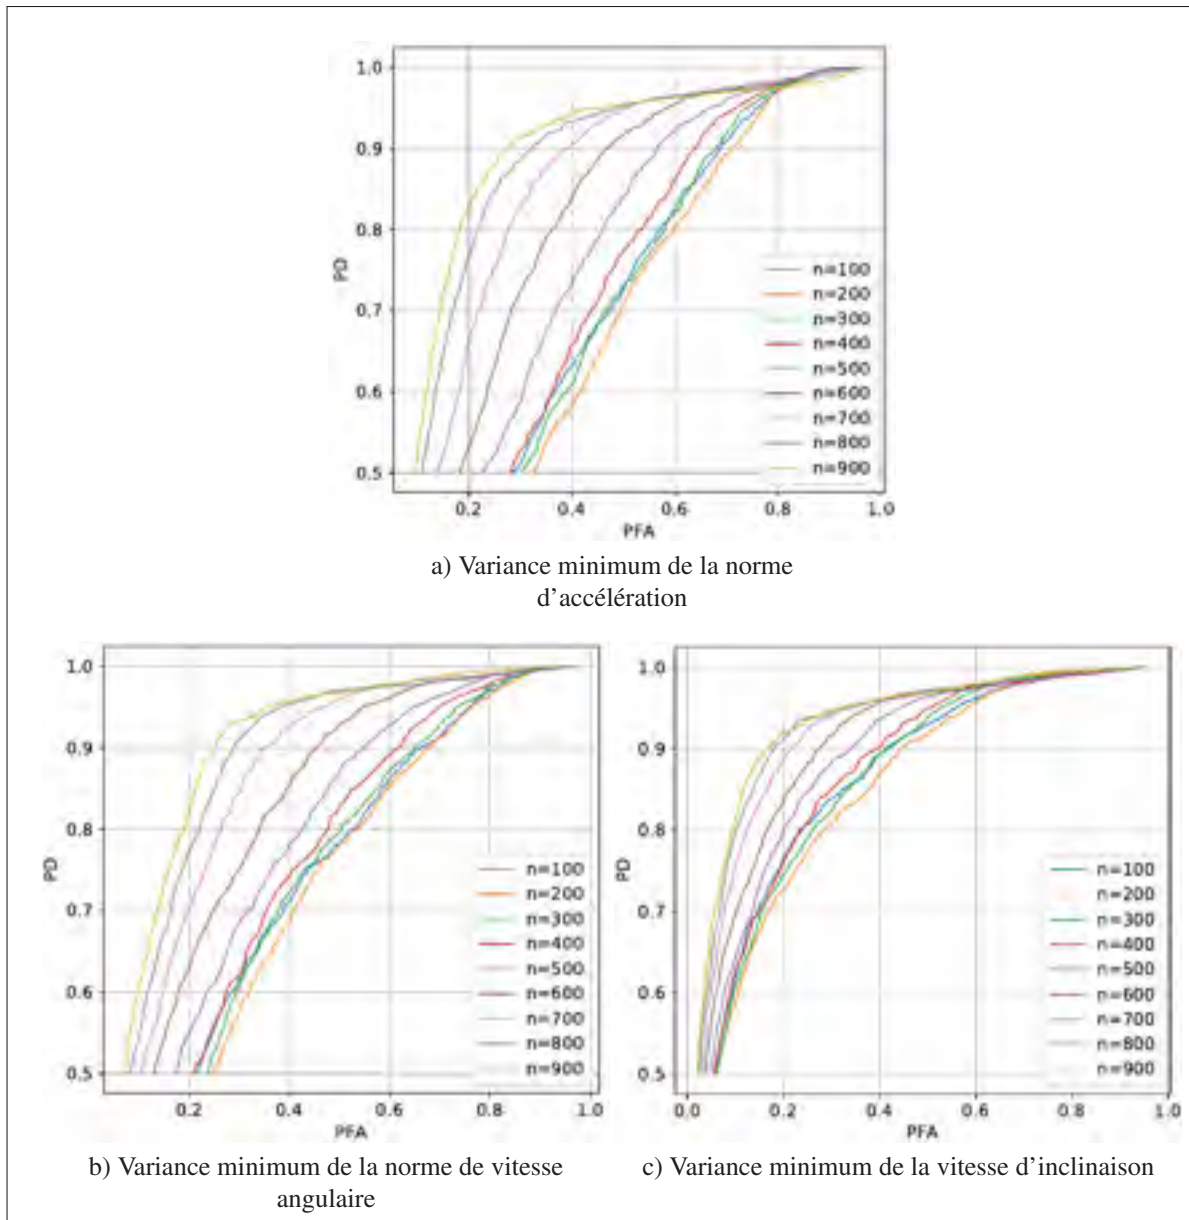 1.0
0.9
0.8
0.7
0.6
0.5
PD
0.2 0.4 0.6 0.8 1.0
PFA
n=100
n=200
n=300
n=400
n=500
n=600
n=700
n=800
n=900
a) Variance minimum de la norme
d’accélération
1.0
0.9
0.8
0.7
0.6
0.5
PD
0.2 0.4 0.6 0.8 1.0
PFA
n=100
n=200
n=300
n=400
n=500
n=600
n=700
n=800
n=900
b) Variance minimum de la norme de vitesse
angulaire
1.0
0.9
0.8
0.7
0.6
0.5
PD
0.0 0.2 0.4 0.6 0.8 1.0
PFA
n=100
n=200
n=300
n=400
n=500
n=600
n=700
n=800
n=900
c) Variance minimum de la vitesse d’inclinaison